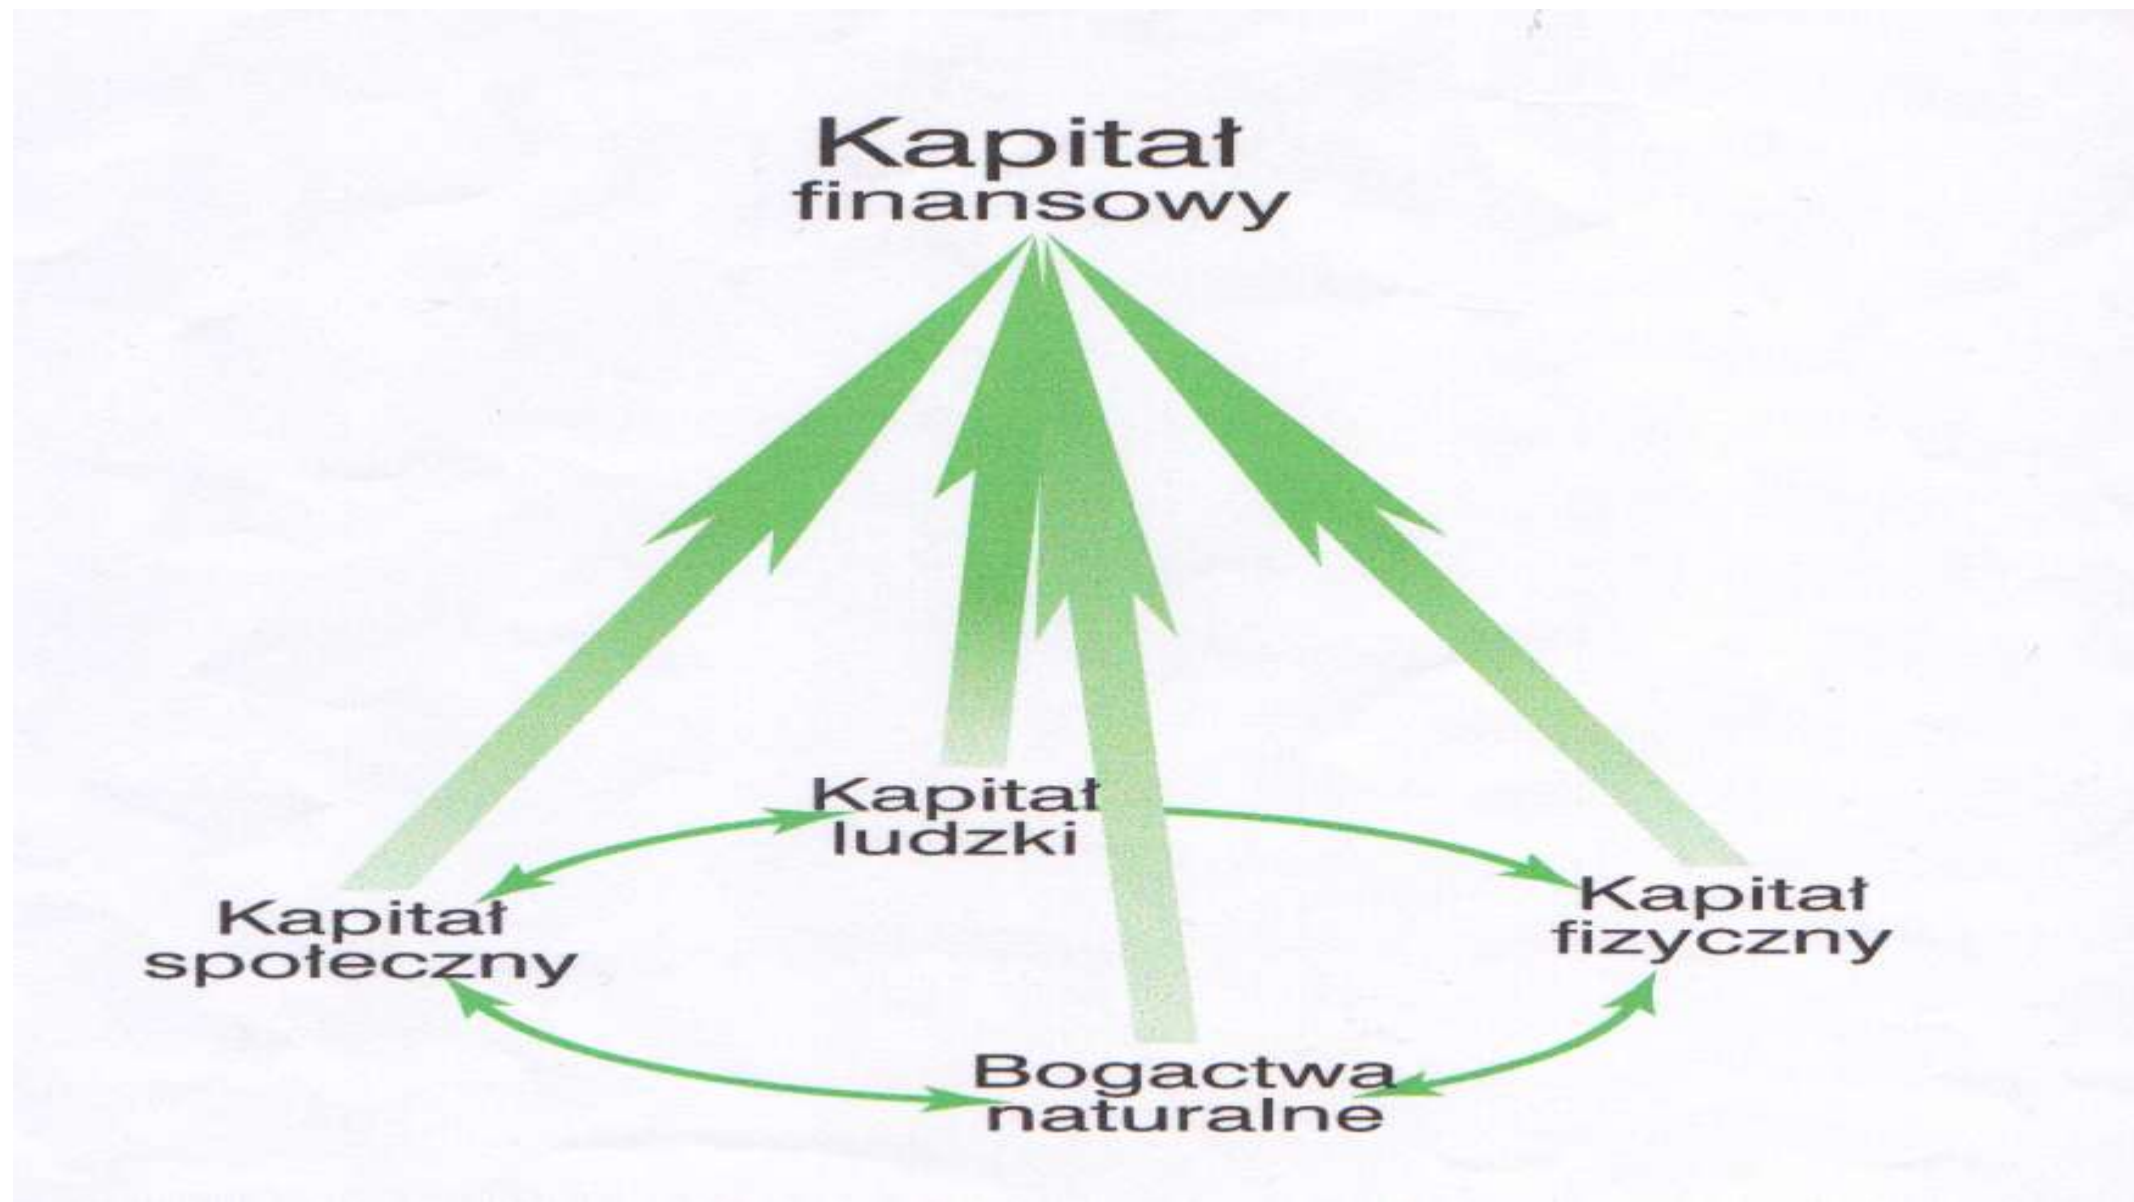 Kapitał
finansowy
Kapitał
ludzki
Kapitał
społeczny
Kapitał
fizyczny
Bogactwa
naturalne